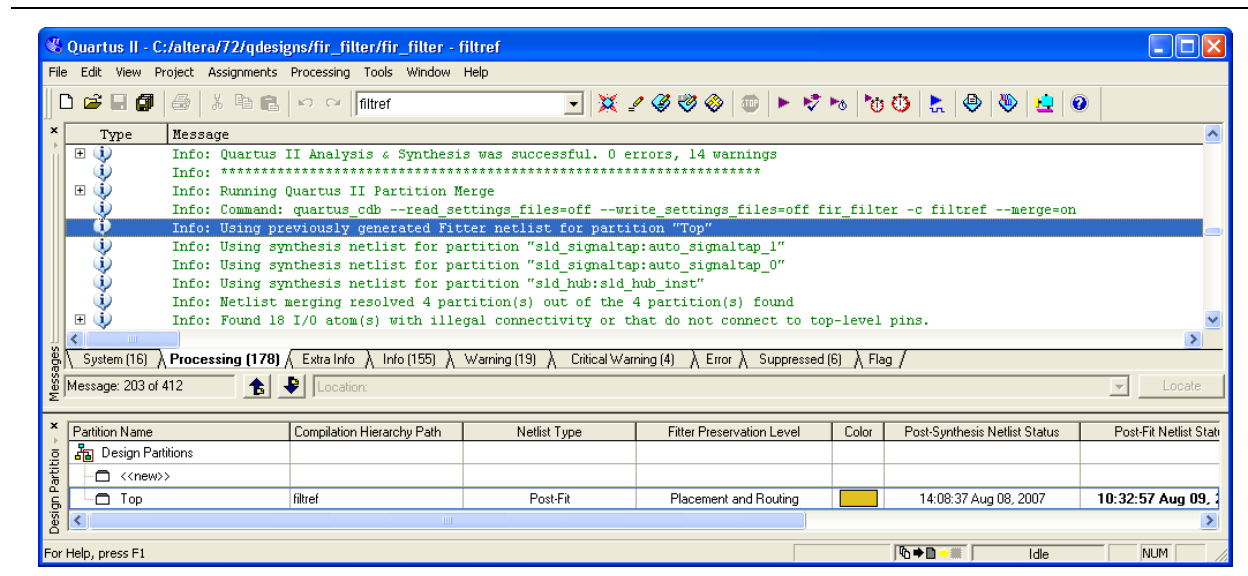 Quartus II - C:/altera/72/qdesigns/fir_filter/fir_filter - filtref
File Edit View Project Assignments Processing Tools Window Help
filtref
Type Message
Info: Quartus II Analysis & Synthesis was successful. 0 errors, 14 warnings
Info: *******************************************************************
Info: Running Quartus II Partition Merge
Info: Command: quartus_cdb --read_settings_files=off --write_settings_files=off fir_filter -c filtref --merge=on
Info: Using previously generated Fitter netlist for partition "Top"
Info: Using synthesis netlist for partition "sld_signaltap:auto_signaltap_1"
Info: Using synthesis netlist for partition "sld_signaltap:auto_signaltap_0"
Info: Using synthesis netlist for partition "sld_hub:sld_hub_inst"
Info: Netlist merging resolved 4 partition(s) out of the 4 partition(s) found
Info: Found 18 I/O atom(s) with illegal connectivity or that do not connect to top-level pins.
System (16) Processing (178) Extra Info Info (155) Warning (19) Critical Warning (4) Error Suppressed (6) Flag
Messages
Message: 203 of 412 Location: Locate
Partition Name Compilation Hierarchy Path Netlist Type Fitter Preservation Level Color Post-Synthesis Netlist Status Post-Fit Netlist Stat
Design Partitions
<<new>>
Top filtref Post-Fit Placement and Routing 14:08:37 Aug 08, 2007 10:32:57 Aug 09,
Design Partition
For Help, press F1 Idle NUM